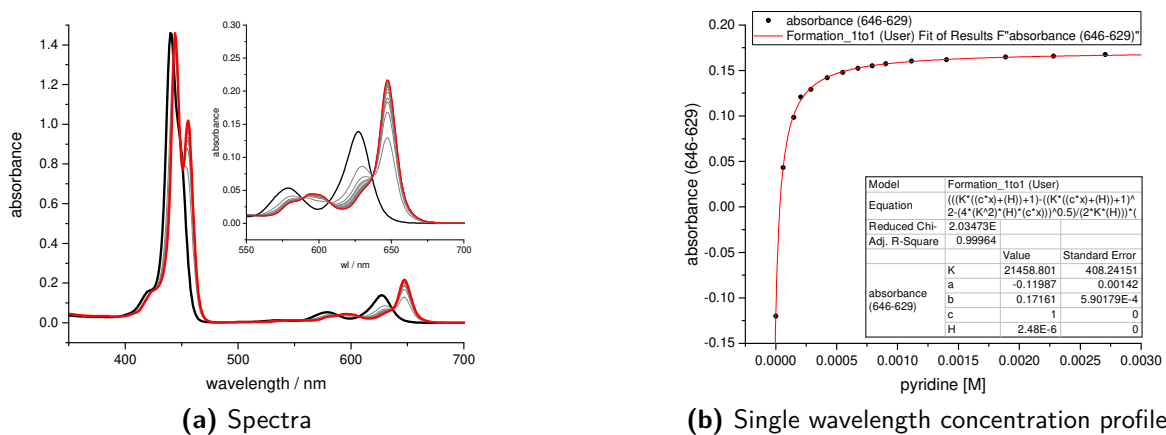 absorbance
1.4
1.2
1.0
0.8
0.6
0.4
0.2
0.0
400
500
600
700
wavelength / nm
absorbance
0.30
0.25
0.20
0.15
0.10
0.05
0.00
550
600
650
700
wl / nm
(a) Spectra
absorbance (646-629)
0.20
0.15
0.10
0.05
0.00
-0.05
-0.10
-0.15
0.0000
0.0005
0.0010
0.0015
0.0020
0.0025
0.0030
pyridine [M]
absorbance (646-629)
Formation_1to1 (User) Fit of Results F"absorbance (646-629)"
Model Formation_1to1 (User)
Equation (((K*((c*x)+(H))+1)-((K*((c*x)+(H))+1)^
2-(4*(K^2)*(H)*(c*x)))^0.5)/(2*K*(H)))*(
Reduced Chi- 2.03473E
Adj. R-Square 0.99964
Value Standard Error
absorbance (646-629) K 21458.801 408.24151
a -0.11987 0.00142
b 0.17161 5.90179E-4
c 1 0
H 2.48E-6 0
(b) Single wavelength concentration profile